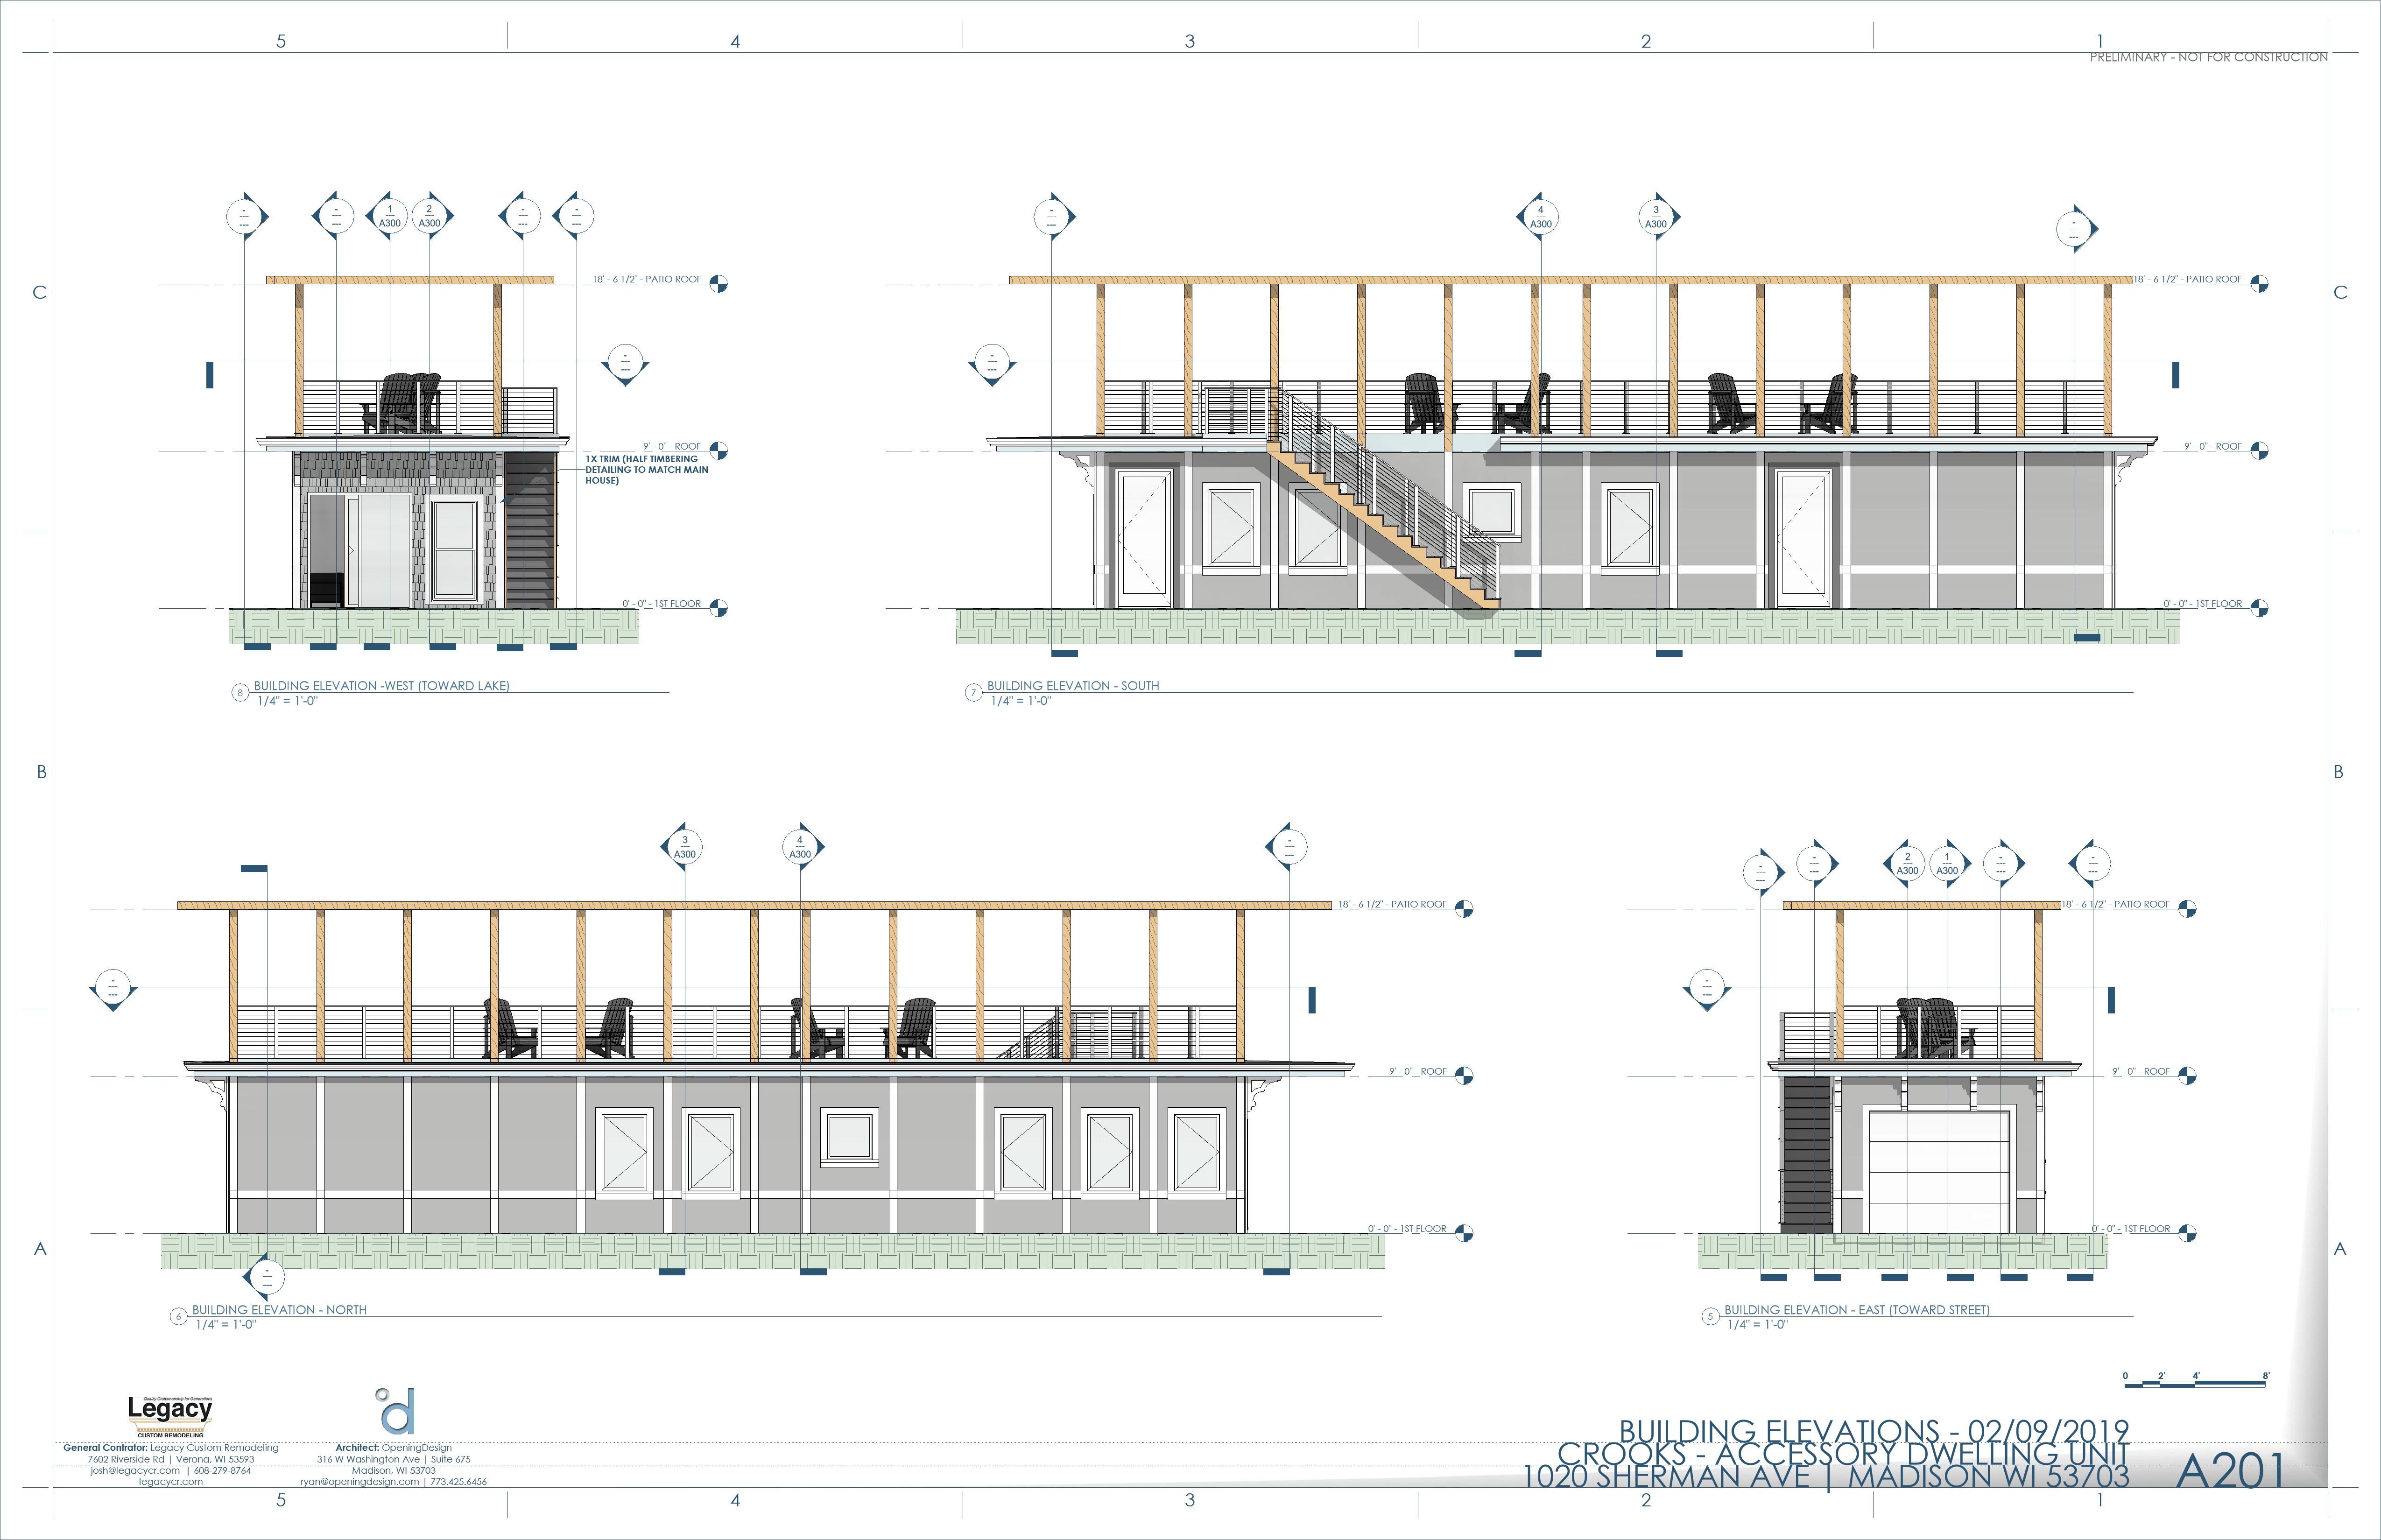 5 4 3 2 1
PRELIMINARY - NOT FOR CONSTRUCTION
C
C
B
B
A
A
- ---
- ---
1 A300
2 A300
- ---
- ---
- ---
18' - 6 1/2" - PATIO ROOF
9' - 0" - ROOF
1X TRIM (HALF TIMBERING
DETAILING TO MATCH MAIN
HOUSE)
0' - 0" - 1ST FLOOR
8 BUILDING ELEVATION -WEST (TOWARD LAKE)
1/4" = 1'-0"
- ---
4 A300
3 A300
- ---
- ---
18' - 6 1/2" - PATIO ROOF
9' - 0" - ROOF
0' - 0" - 1ST FLOOR
7 BUILDING ELEVATION - SOUTH
1/4" = 1'-0"
3 A300
4 A300
- ---
- ---
18' - 6 1/2" - PATIO ROOF
9' - 0" - ROOF
0' - 0" - 1ST FLOOR
- ---
6 BUILDING ELEVATION - NORTH
1/4" = 1'-0"
- ---
- ---
2 A300
1 A300
- ---
- ---
- ---
18' - 6 1/2" - PATIO ROOF
9' - 0" - ROOF
0' - 0" - 1ST FLOOR
5 BUILDING ELEVATION - EAST (TOWARD STREET)
1/4" = 1'-0"
0 2' 4' 8'
Quality Craftsmanship for Generations
Legacy
CUSTOM REMODELING
General Contrator: Legacy Custom Remodeling
7602 Riverside Rd | Verona, WI 53593
josh@legacycr.com | 608-279-8764
legacycr.com
d
Architect: OpeningDesign
316 W Washington Ave | Suite 675
Madison, WI 53703
ryan@openingdesign.com | 773.425.6456
BUILDING ELEVATIONS - 02/09/2019
CROOKS - ACCESSORY DWELLING UNIT
1020 SHERMAN AVE | MADISON WI 53703
A201
5 4 3 2 1